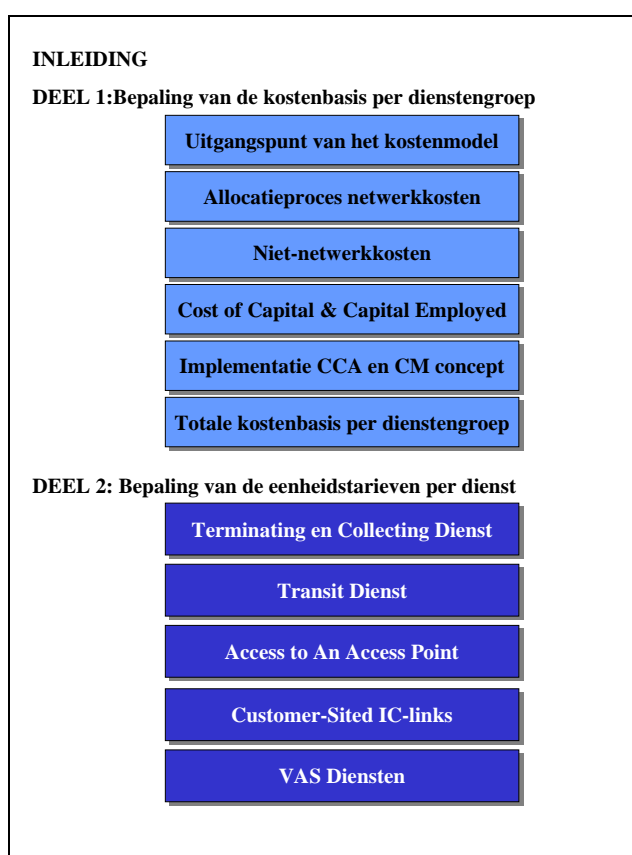 INLEIDING
DEEL 1:Bepaling van de kostenbasis per dienstengroep
Uitgangspunt van het kostenmodel
Allocatieproces netwerkkosten
Niet-netwerkkosten
Cost of Capital & Capital Employed
Implementatie CCA en CM concept
Totale kostenbasis per dienstengroep
DEEL 2: Bepaling van de eenheidstarieven per dienst
Terminating en Collecting Dienst
Transit Dienst
Access to An Access Point
Customer-Sited IC-links
VAS Diensten